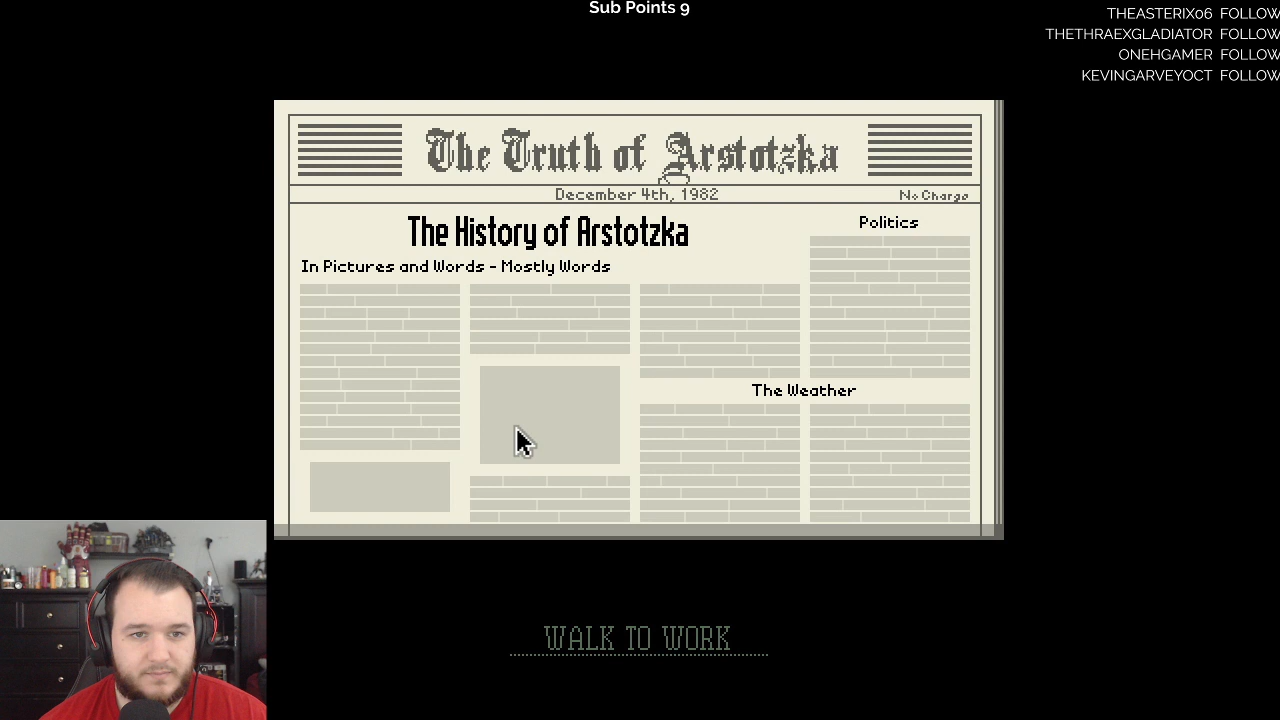 Sub Points 9
THEASTERIX06 FOLLOW
THETHRAEXGLADIATOR FOLLOW
ONEHGAMER FOLLOW
KEVINGARVEYOCT FOLLOW
The Truth of Arstotzka
December 4th, 1982
No Charge
The History of Arstotzka
Politics
In Pictures and Words - Mostly Words
The Weather
WALK TO WORK